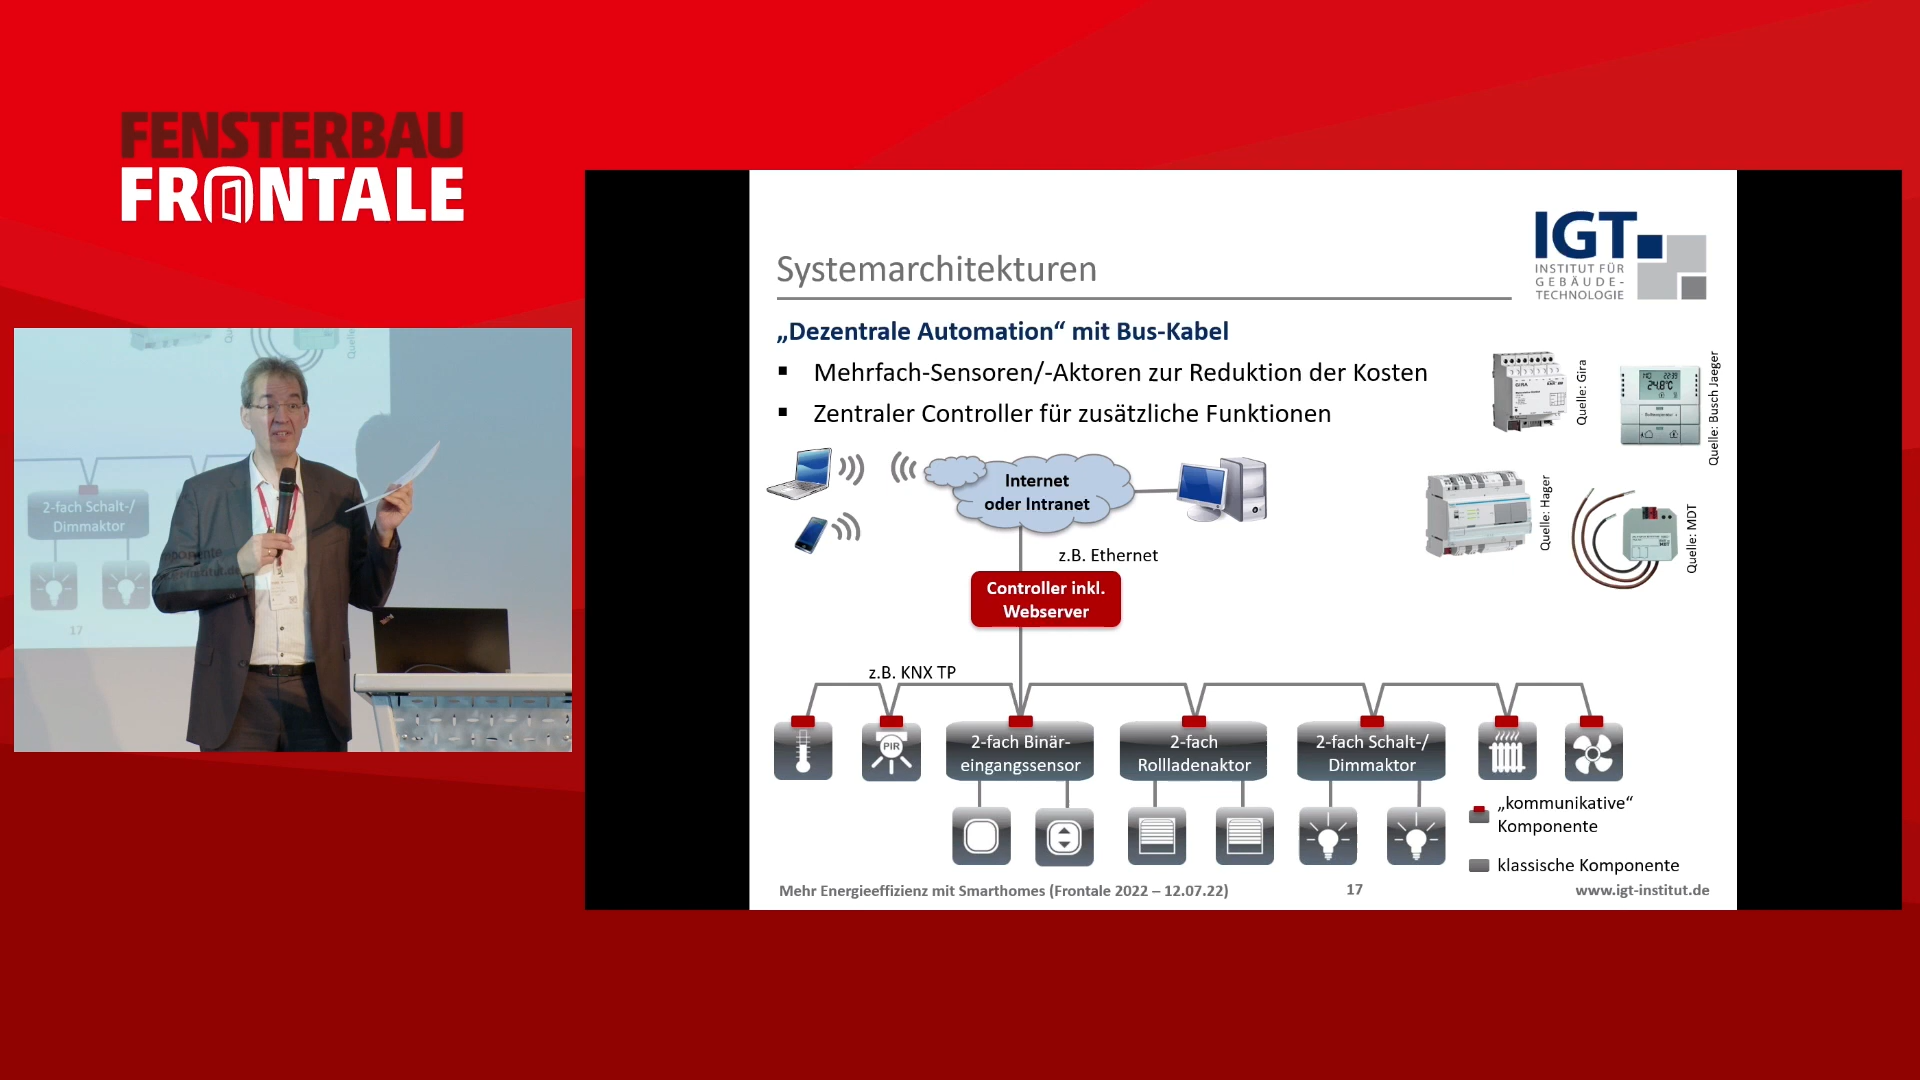 FENSTERBAU
FRONTALE
IGT
INSTITUT FÜR
GEBÄUDE-
TECHNOLOGIE
Systemarchitekturen
„Dezentrale Automation“ mit Bus-Kabel
▪ Mehrfach-Sensoren/-Aktoren zur Reduktion der Kosten
▪ Zentraler Controller für zusätzliche Funktionen
Quelle: Gira
Quelle: Busch Jaeger
Quelle: Hager
Quelle: MDT
Internet
oder Intranet
z.B. Ethernet
Controller inkl.
Webserver
z.B. KNX TP
PIR
2-fach Binär-
eingangssensor
2-fach
Rollladenaktor
2-fach Schalt-/
Dimmaktor
„kommunikative“
Komponente
klassische Komponente
Mehr Energieeffizienz mit Smarthomes (Frontale 2022 – 12.07.22)
17
www.igt-institut.de
2-fach Schalt-/
Dimmaktor
17